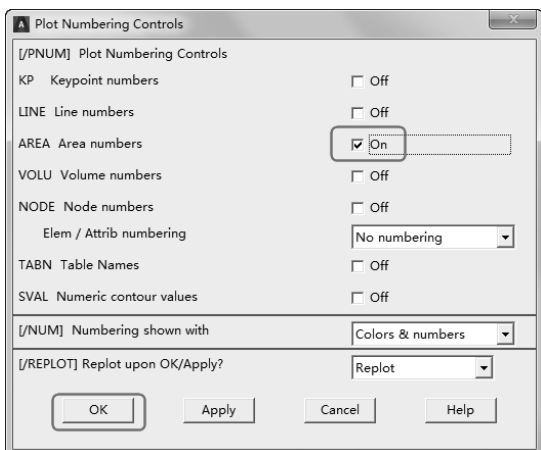 Plot Numbering Controls
[/PNUM] Plot Numbering Controls
KP Keypoint numbers Off
LINE Line numbers Off
AREA Area numbers On
VOLU Volume numbers Off
NODE Node numbers Off
Elem / Attrib numbering No numbering
TABN Table Names Off
SVAL Numeric contour values Off
[/NUM] Numbering shown with Colors & numbers
[/REPLOT] Replot upon OK/Apply? Replot
OK Apply Cancel Help